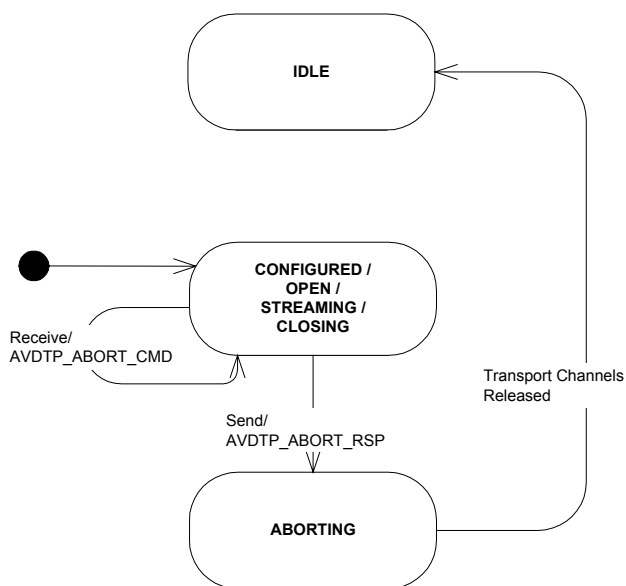 IDLE
CONFIGURED /
OPEN /
STREAMING /
CLOSING
Receive/
AVDTP_ABORT_CMD
Transport Channels
Released
Send/
AVDTP_ABORT_RSP
ABORTING